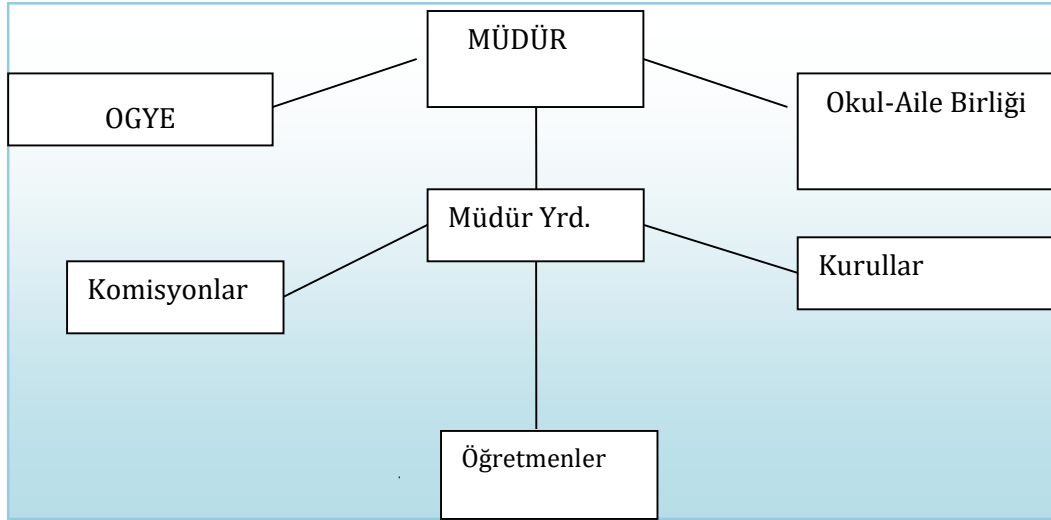 MÜDÜR
OGYE
Okul-Aile Birliği
Müdür Yrd.
Komisyonlar
Kurullar
Öğretmenler